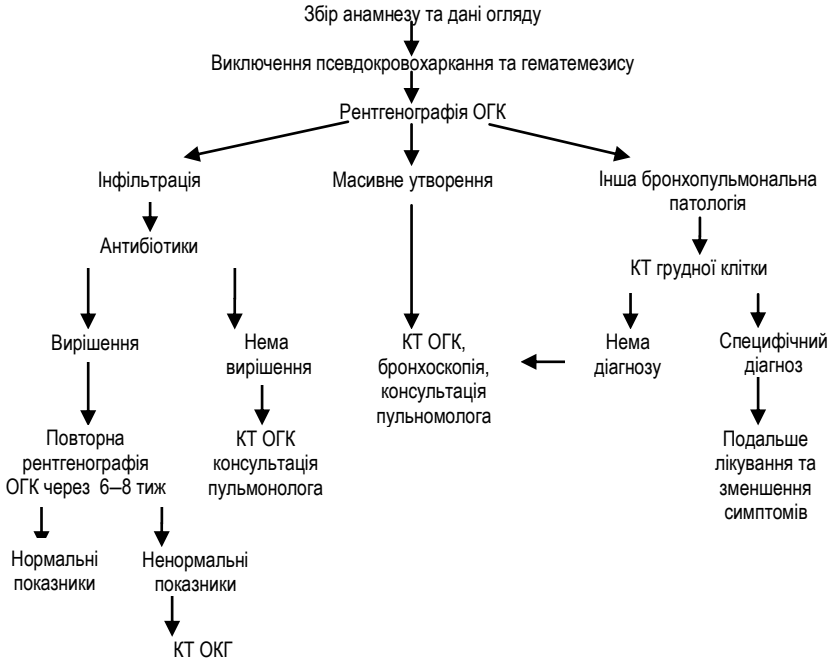 Збір анамнезу та дані огляду
Виключення псевдокровохаркання та гематемезису
Рентгенографія ОГК
Інфільтрація
Масивне утворення
Інша бронхопульмональна
патологія
Антибіотики
КТ грудної клітки
Вирішення
Нема
вирішення
КТ ОГК,
бронхоскопія,
консультація
пульномолога
Нема
діагнозу
Специфічний
діагноз
Повторна
рентгенографія
ОГК через 6–8 тиж
КТ ОГК
консультація
пульмонолога
Подальше
лікування та
зменшення
симптомів
Нормальні
показники
Ненормальні
показники
КТ ОКГ